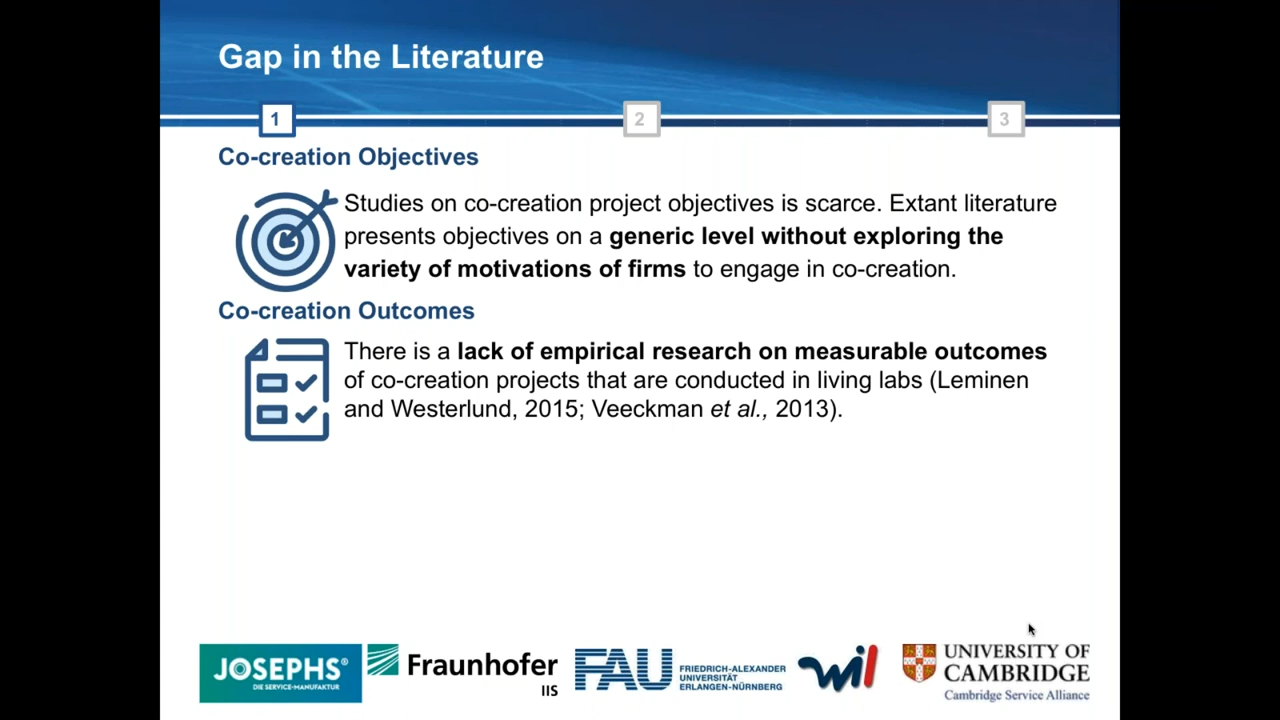 Gap in the Literature
1
2
3
Co-creation Objectives
Studies on co-creation project objectives is scarce. Extant literature
presents objectives on a generic level without exploring the
variety of motivations of firms to engage in co-creation.
Co-creation Outcomes
There is a lack of empirical research on measurable outcomes
of co-creation projects that are conducted in living labs (Leminen
and Westerlund, 2015; Veeckman et al., 2013).
JOSEPHS®
DIE SERVICE-MANUFAKTUR
Fraunhofer
IIS
FAU
FRIEDRICH-ALEXANDER
UNIVERSITÄT
ERLANGEN-NÜRNBERG
wi1
UNIVERSITY OF
CAMBRIDGE
Cambridge Service Alliance